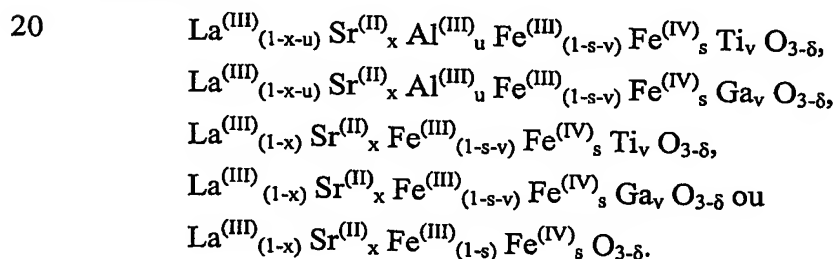 20 La^(III)_(1-x-u) Sr^(II)_x Al^(III)_u Fe^(III)_(1-s-v) Fe^(IV)_s Ti_v O_3-δ,
La^(III)_(1-x-u) Sr^(II)_x Al^(III)_u Fe^(III)_(1-s-v) Fe^(IV)_s Ga_v O_3-δ,
La^(III)_(1-x) Sr^(II)_x Fe^(III)_(1-s-v) Fe^(IV)_s Ti_v O_3-δ,
La^(III)_(1-x) Sr^(II)_x Fe^(III)_(1-s-v) Fe^(IV)_s Ga_v O_3-δ ou
La^(III)_(1-x) Sr^(II)_x Fe^(III)_(1-s) Fe^(IV)_s O_3-δ.